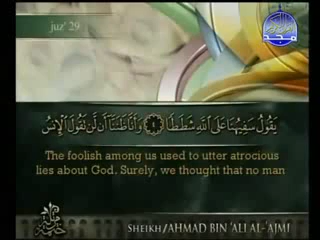 juz' 29
يَقُولُ سَفِيهُنَا عَلَى اللَّهِ شَطَطًا ﴿٤﴾ وَأَنَّا ظَنَنَّا أَن لَّن تَقُولَ الْإِنسُ
The foolish among us used to utter atrocious
lies about God. Surely, we thought that no man
SHEIKH/AHMAD BIN 'ALI AL-'AJMI